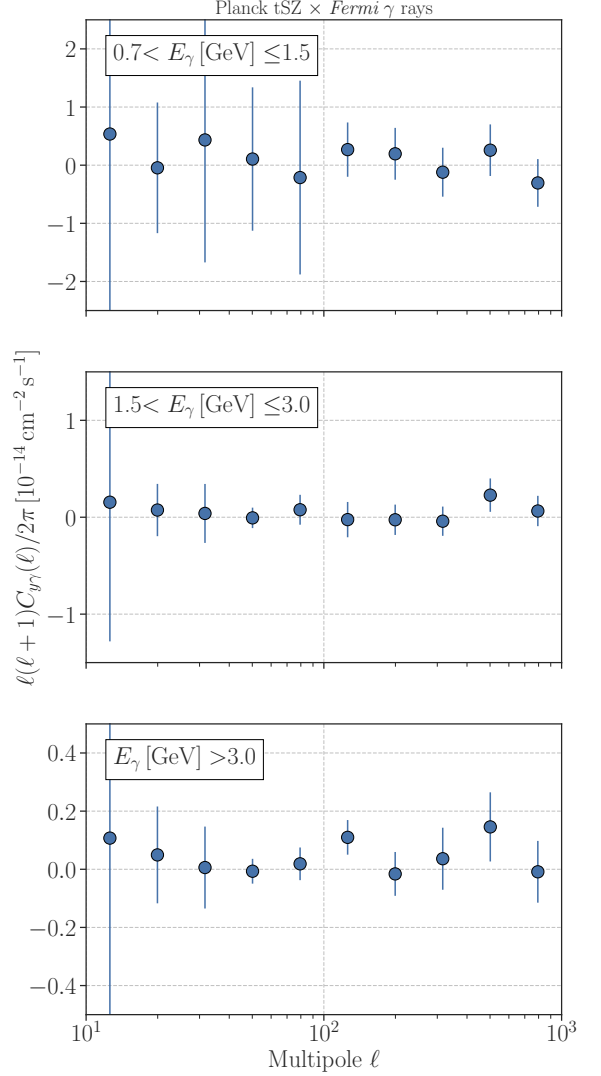 Planck tSZ × Fermi γ rays
0.7< E_γ [GeV] ≤1.5
2
1
0
−1
−2
ℓ(ℓ + 1)C_{yγ}(ℓ)/2π [10^{−14} cm^{−2} s^{−1}]
1.5< E_γ [GeV] ≤3.0
1
0
−1
E_γ [GeV] >3.0
0.4
0.2
0.0
−0.2
−0.4
10^1 10^2 10^3
Multipole ℓ